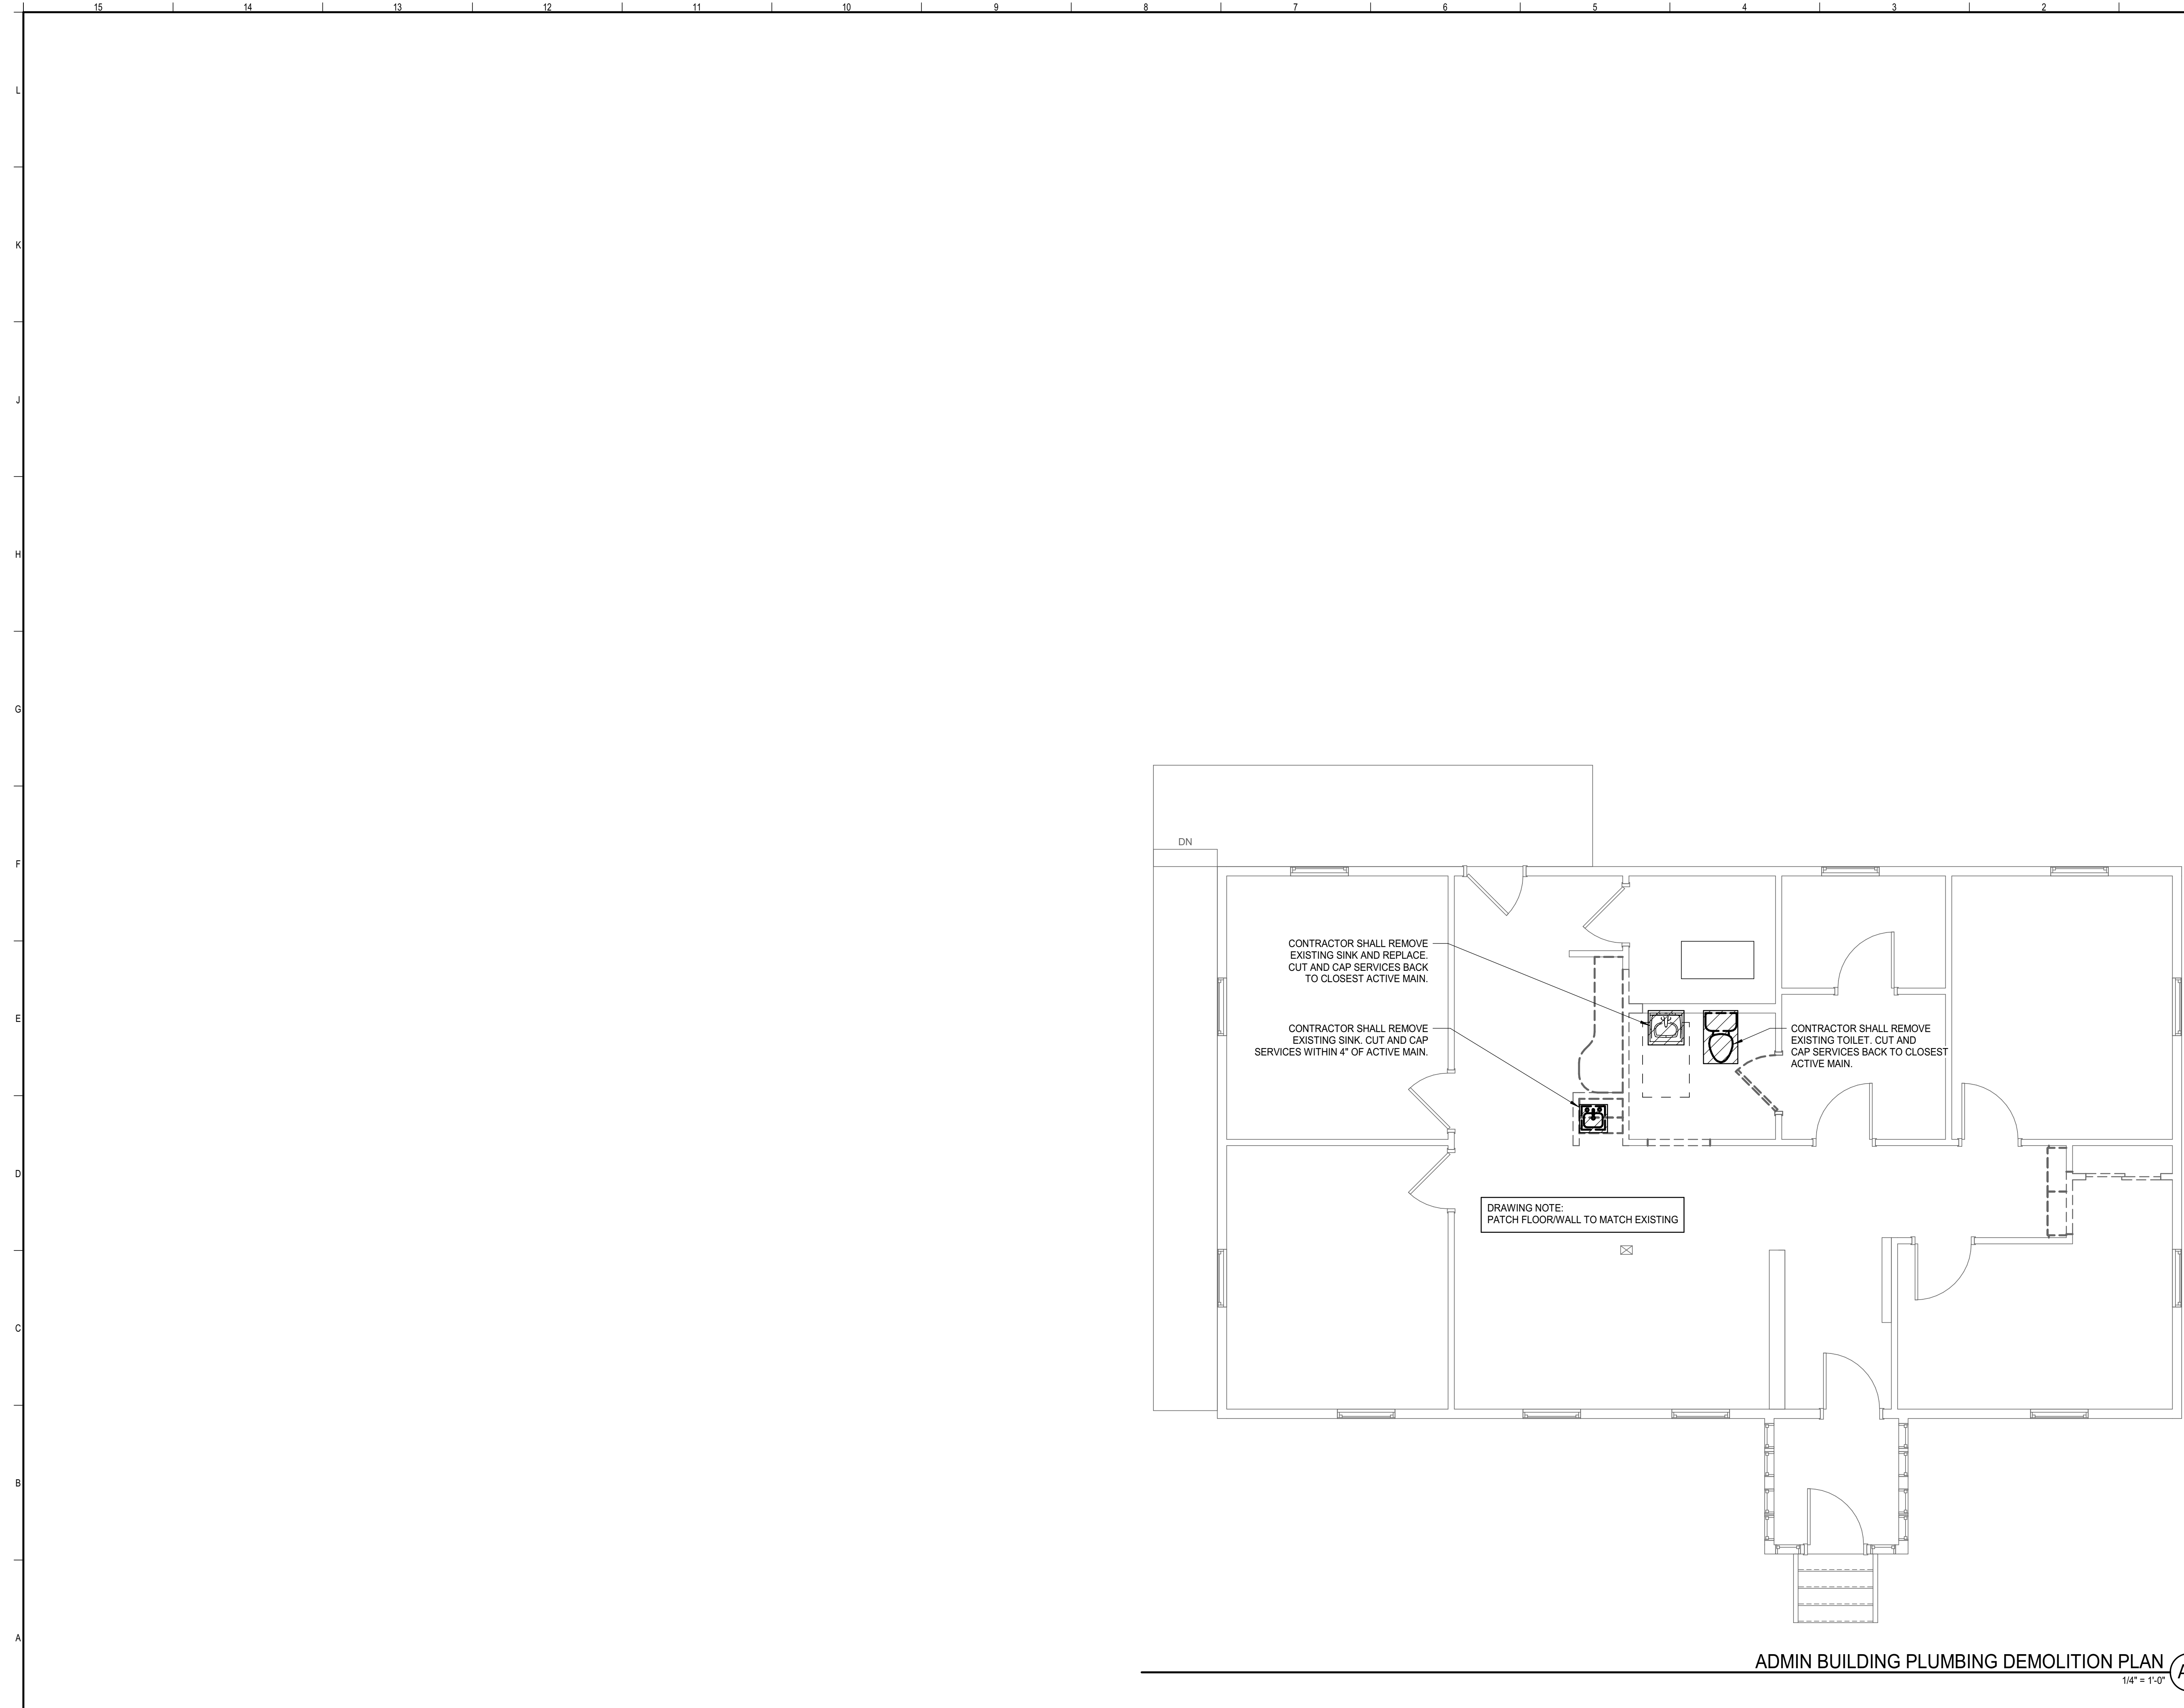 15 14 13 12 11 10 9 8 7 6 5 4 3 2
L
K
J
H
G
F
E
D
C
B
A
DN
CONTRACTOR SHALL REMOVE
EXISTING SINK AND REPLACE.
CUT AND CAP SERVICES BACK
TO CLOSEST ACTIVE MAIN.
CONTRACTOR SHALL REMOVE
EXISTING SINK. CUT AND CAP
SERVICES WITHIN 4" OF ACTIVE MAIN.
CONTRACTOR SHALL REMOVE
EXISTING TOILET. CUT AND
CAP SERVICES BACK TO CLOSEST
ACTIVE MAIN.
DRAWING NOTE:
PATCH FLOOR/WALL TO MATCH EXISTING
ADMIN BUILDING PLUMBING DEMOLITION PLAN
1/4" = 1'-0"